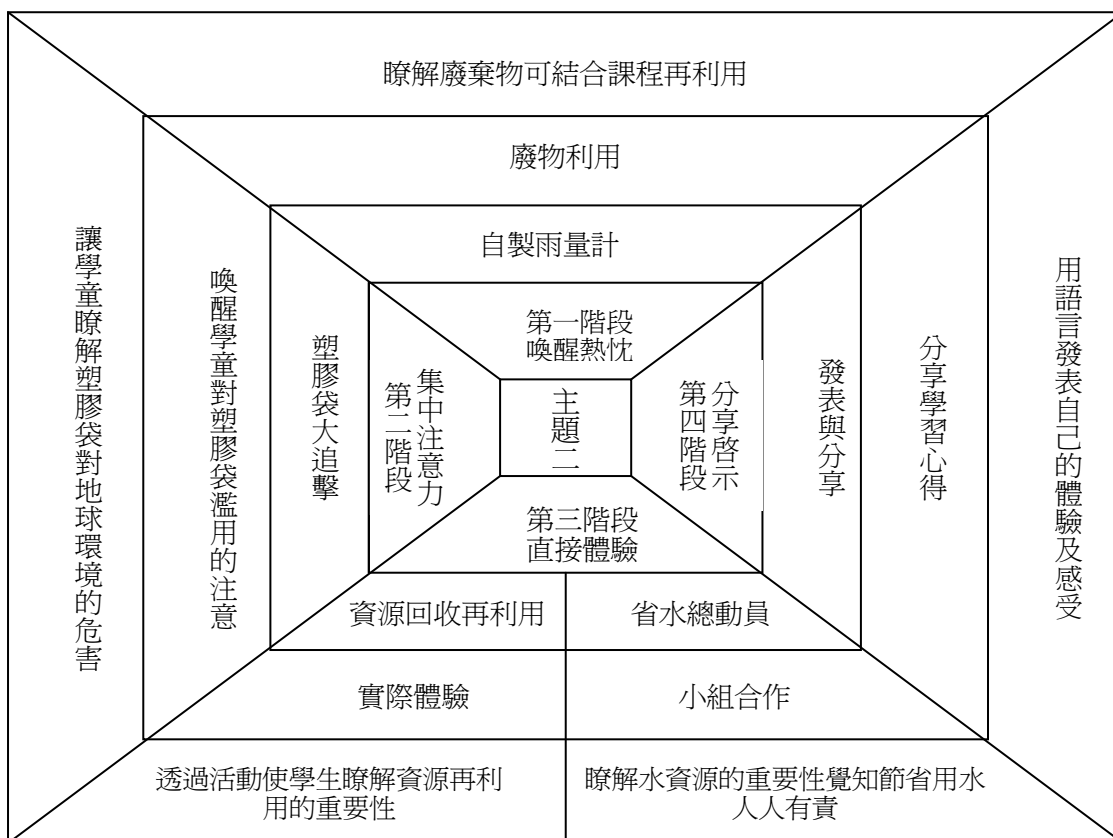 瞭解廢棄物可結合課程再利用
廢物利用
自製雨量計
第一階段
喚醒熱忱
讓學童瞭解塑膠袋對地球環境的危害
喚醒學童對塑膠袋濫用的注意
塑膠袋大追擊
第二階段
集中注意力
主題二
分享啓示
第四階段
發表與分享
分享學習心得
用語言發表自己的體驗及感受
第三階段
直接體驗
資源回收再利用
省水總動員
實際體驗
小組合作
透過活動使學生瞭解資源再利
用的重要性
瞭解水資源的重要性覺知節省用水
人人有責